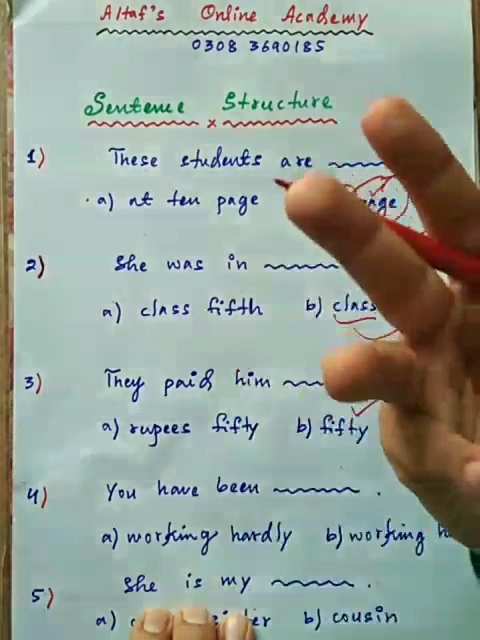 Altaf's Online Academy
0308 3690185
Sentence Structure
1) These students are
a) at ten page
2) She was in
a) class fifth b) class
3) They paid him
a) rupees fifty b) fifty
4) You have been .
a) working hardly b) working
5) She is my .
a) b) cousin